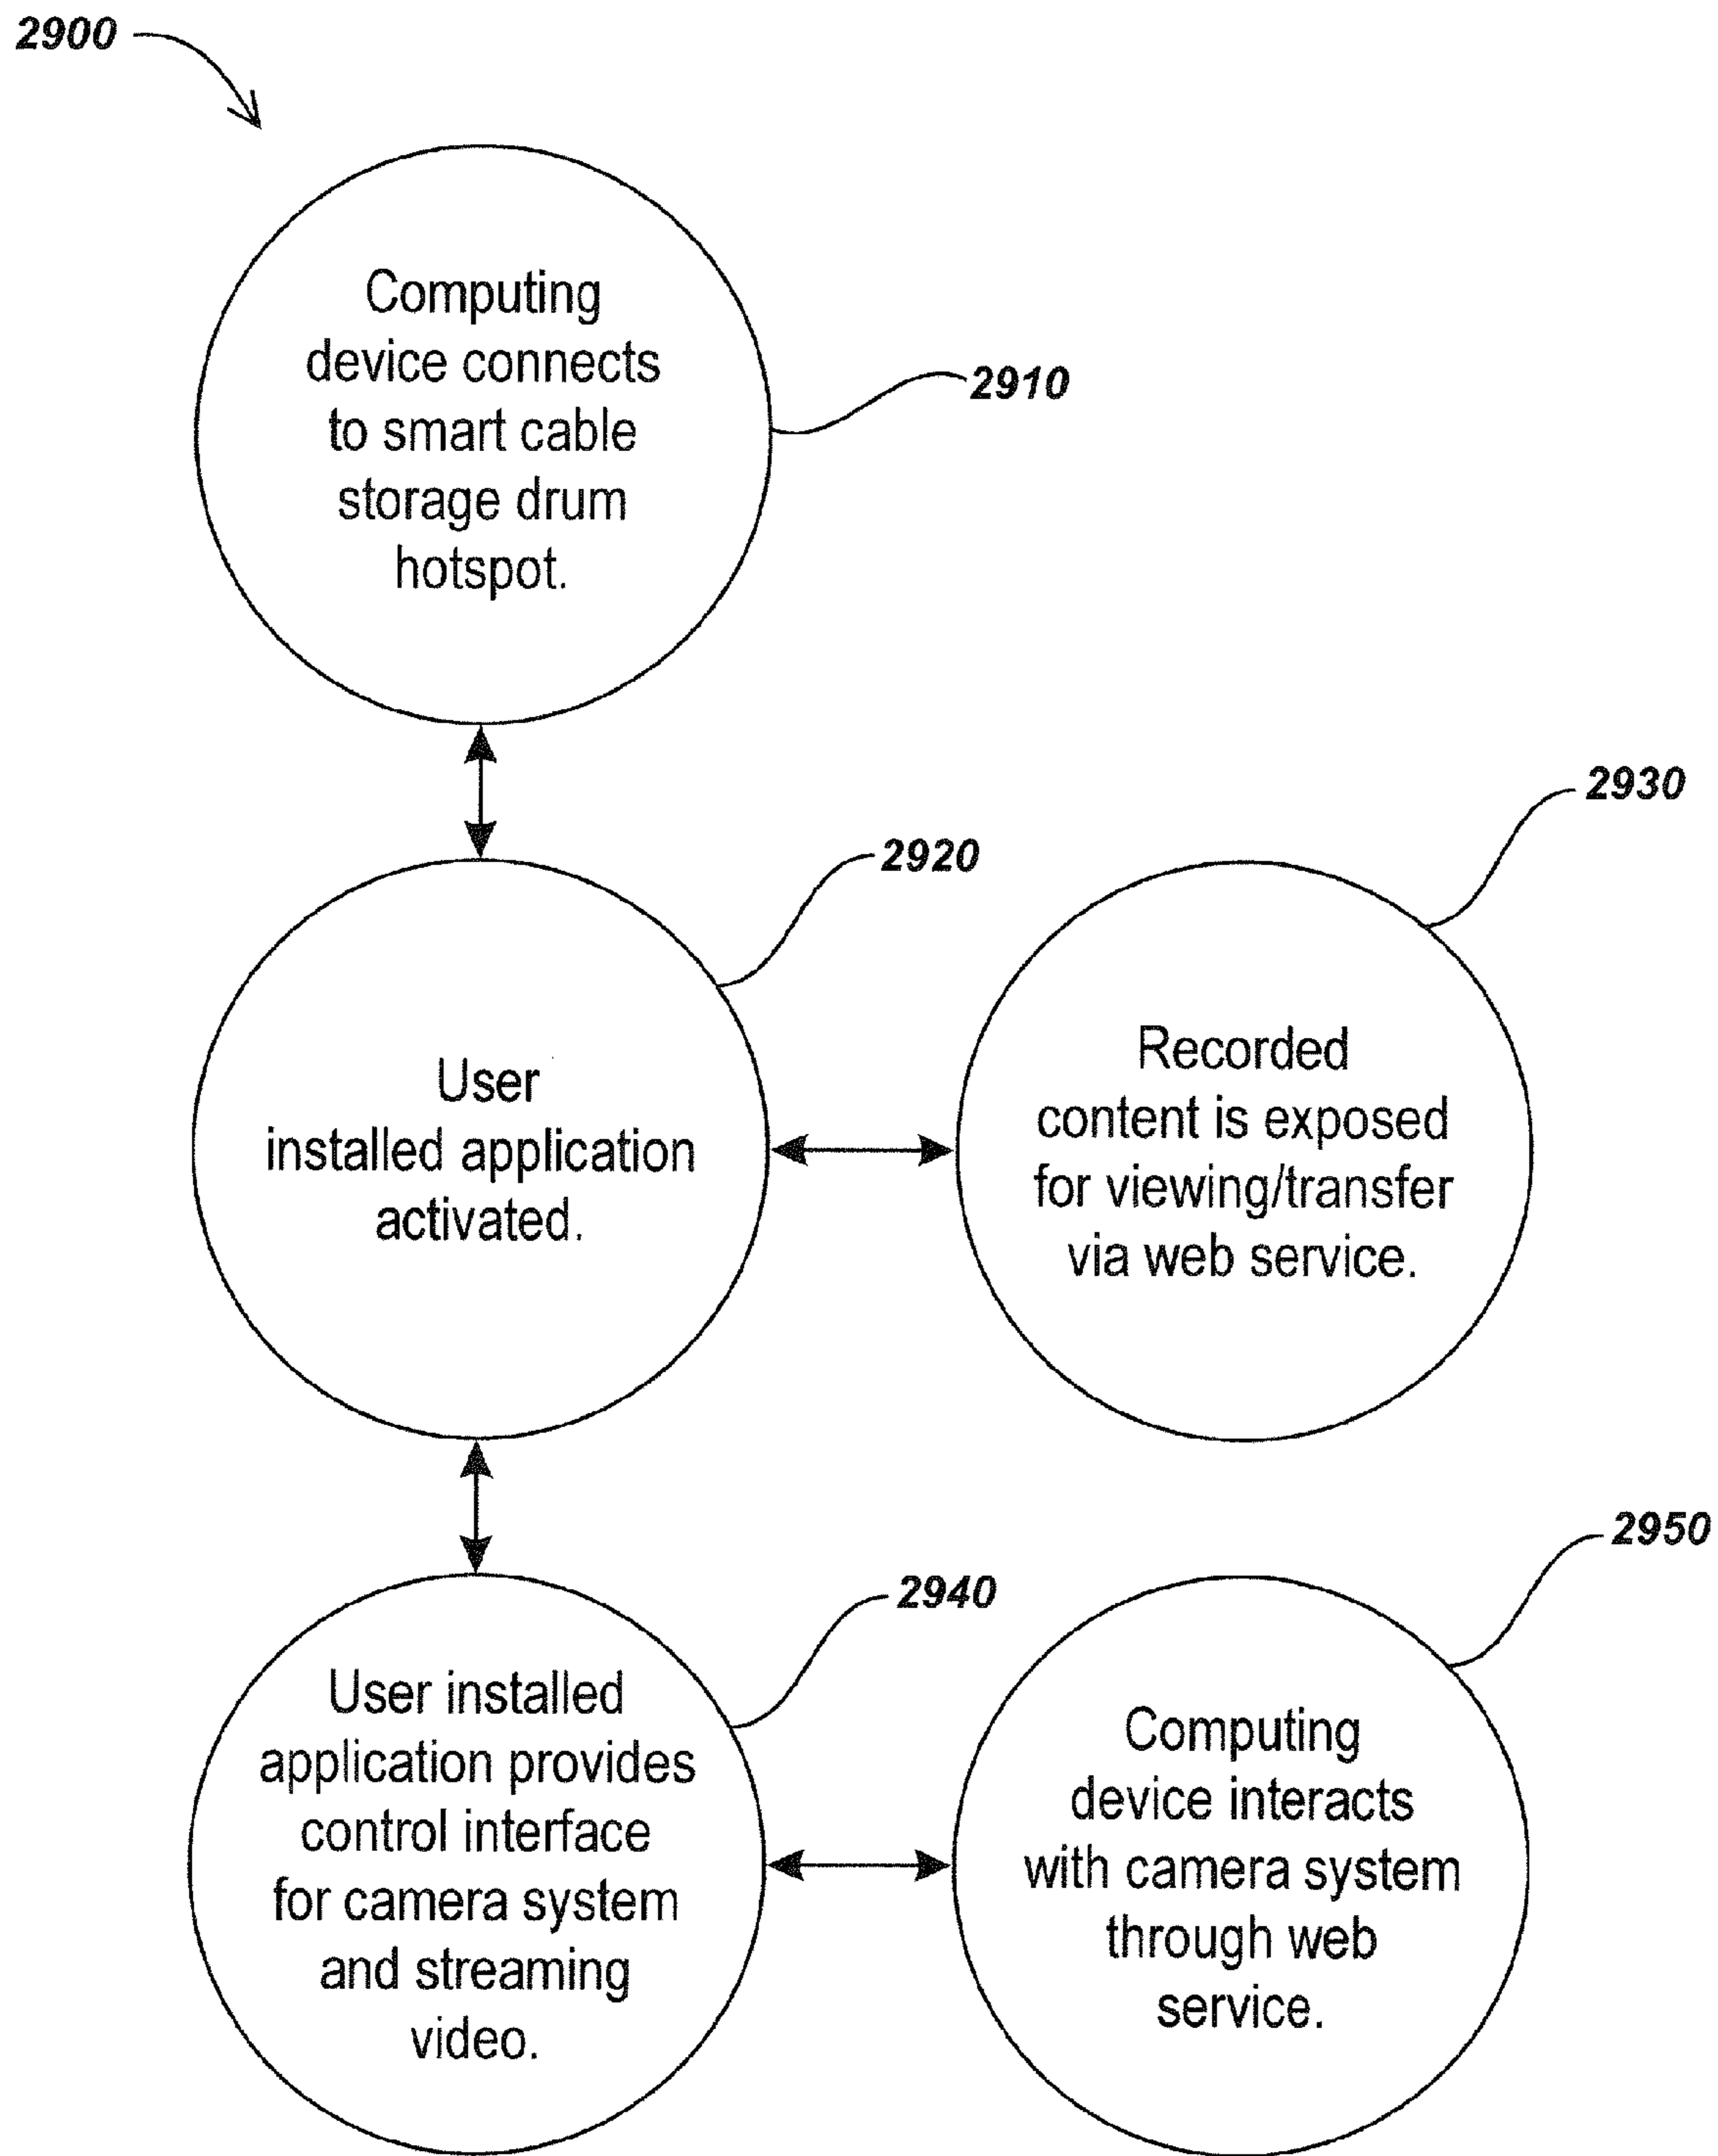 2900
Computing
device connects
to smart cable
storage drum
hotspot.
2910
2920
User
installed application
activated.
2930
Recorded
content is exposed
for viewing/transfer
via web service.
2940
User installed
application provides
control interface
for camera system
and streaming
video.
2950
Computing
device interacts
with camera system
through web
service.